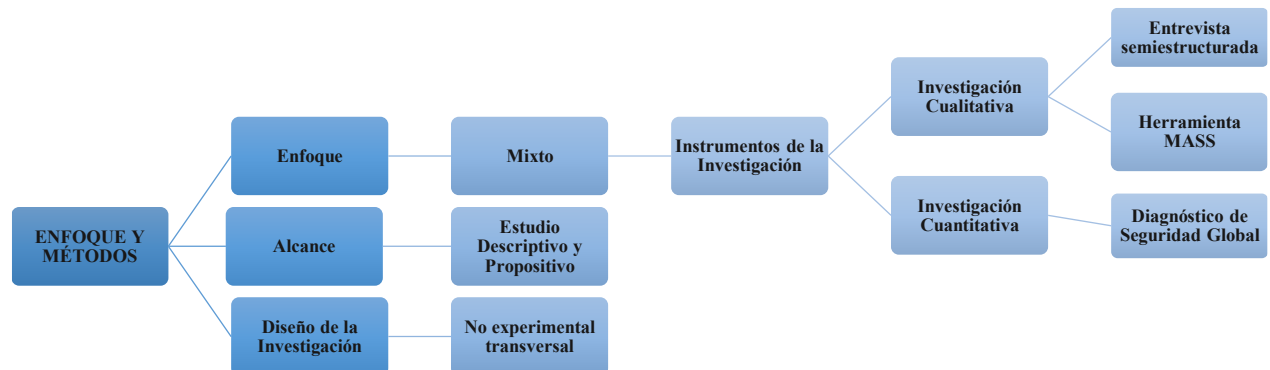 ENFOQUE Y
MÉTODOS
Enfoque
Mixto
Instrumentos de la
Investigación
Investigación
Cualitativa
Entrevista
semiestructurada
Herramienta
MASS
Investigación
Cuantitativa
Diagnóstico de
Seguridad Global
Alcance
Estudio
Descriptivo y
Propositivo
Diseño de la
Investigación
No experimental
transversal